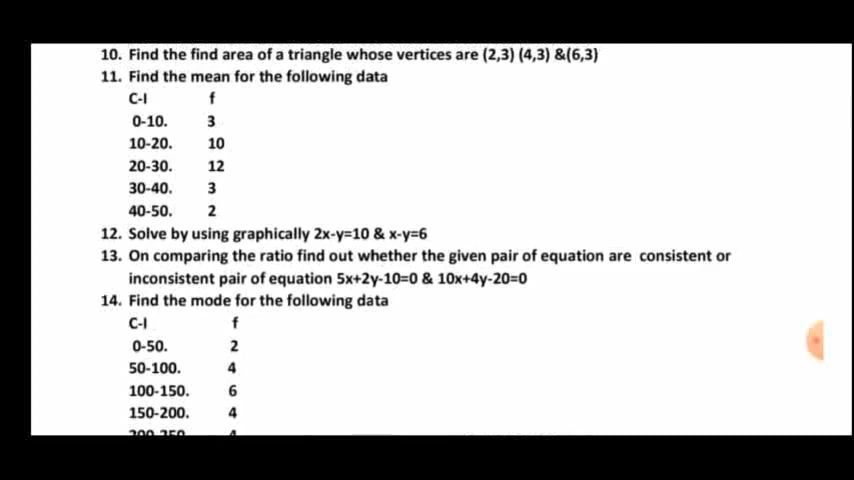 10. Find the find area of a triangle whose vertices are (2,3) (4,3) &(6,3)
11. Find the mean for the following data
C-I f
0-10. 3
10-20. 10
20-30. 12
30-40. 3
40-50. 2
12. Solve by using graphically 2x-y=10 & x-y=6
13. On comparing the ratio find out whether the given pair of equation are consistent or
inconsistent pair of equation 5x+2y-10=0 & 10x+4y-20=0
14. Find the mode for the following data
C-I f
0-50. 2
50-100. 4
100-150. 6
150-200. 4